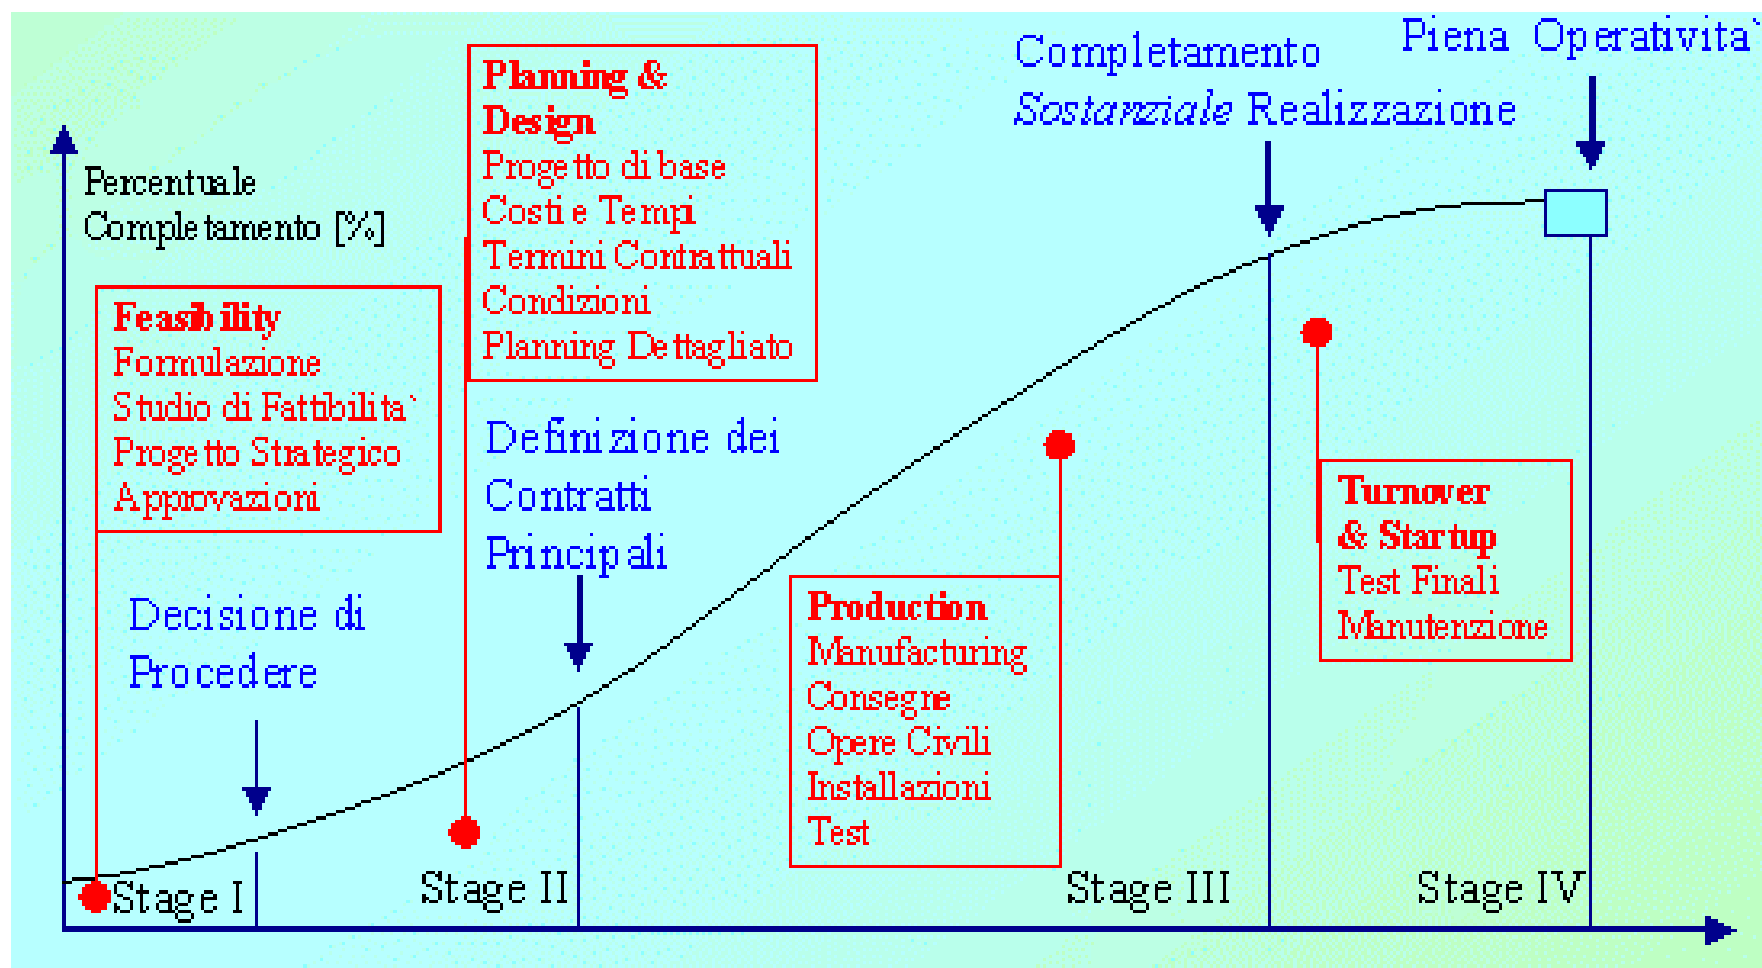 Piena Operativita`
Completamento
Sostanziale Realizzazione
Percentuale
Completamento [%]
Planning &
Design
Progetto di base
Costi e Tempi
Termini Contrattuali
Condizioni
Planning Dettagliato
Feasibility
Formulazione
Studio di Fattibilita`
Progetto Strategico
Approvazioni
Definizione dei
Contratti
Principali
Decisione di
Procedere
Production
Manufacturing
Consegne
Opere Civili
Installazioni
Test
Turnover
& Startup
Test Finali
Manutenzione
Stage I
Stage II
Stage III
Stage IV